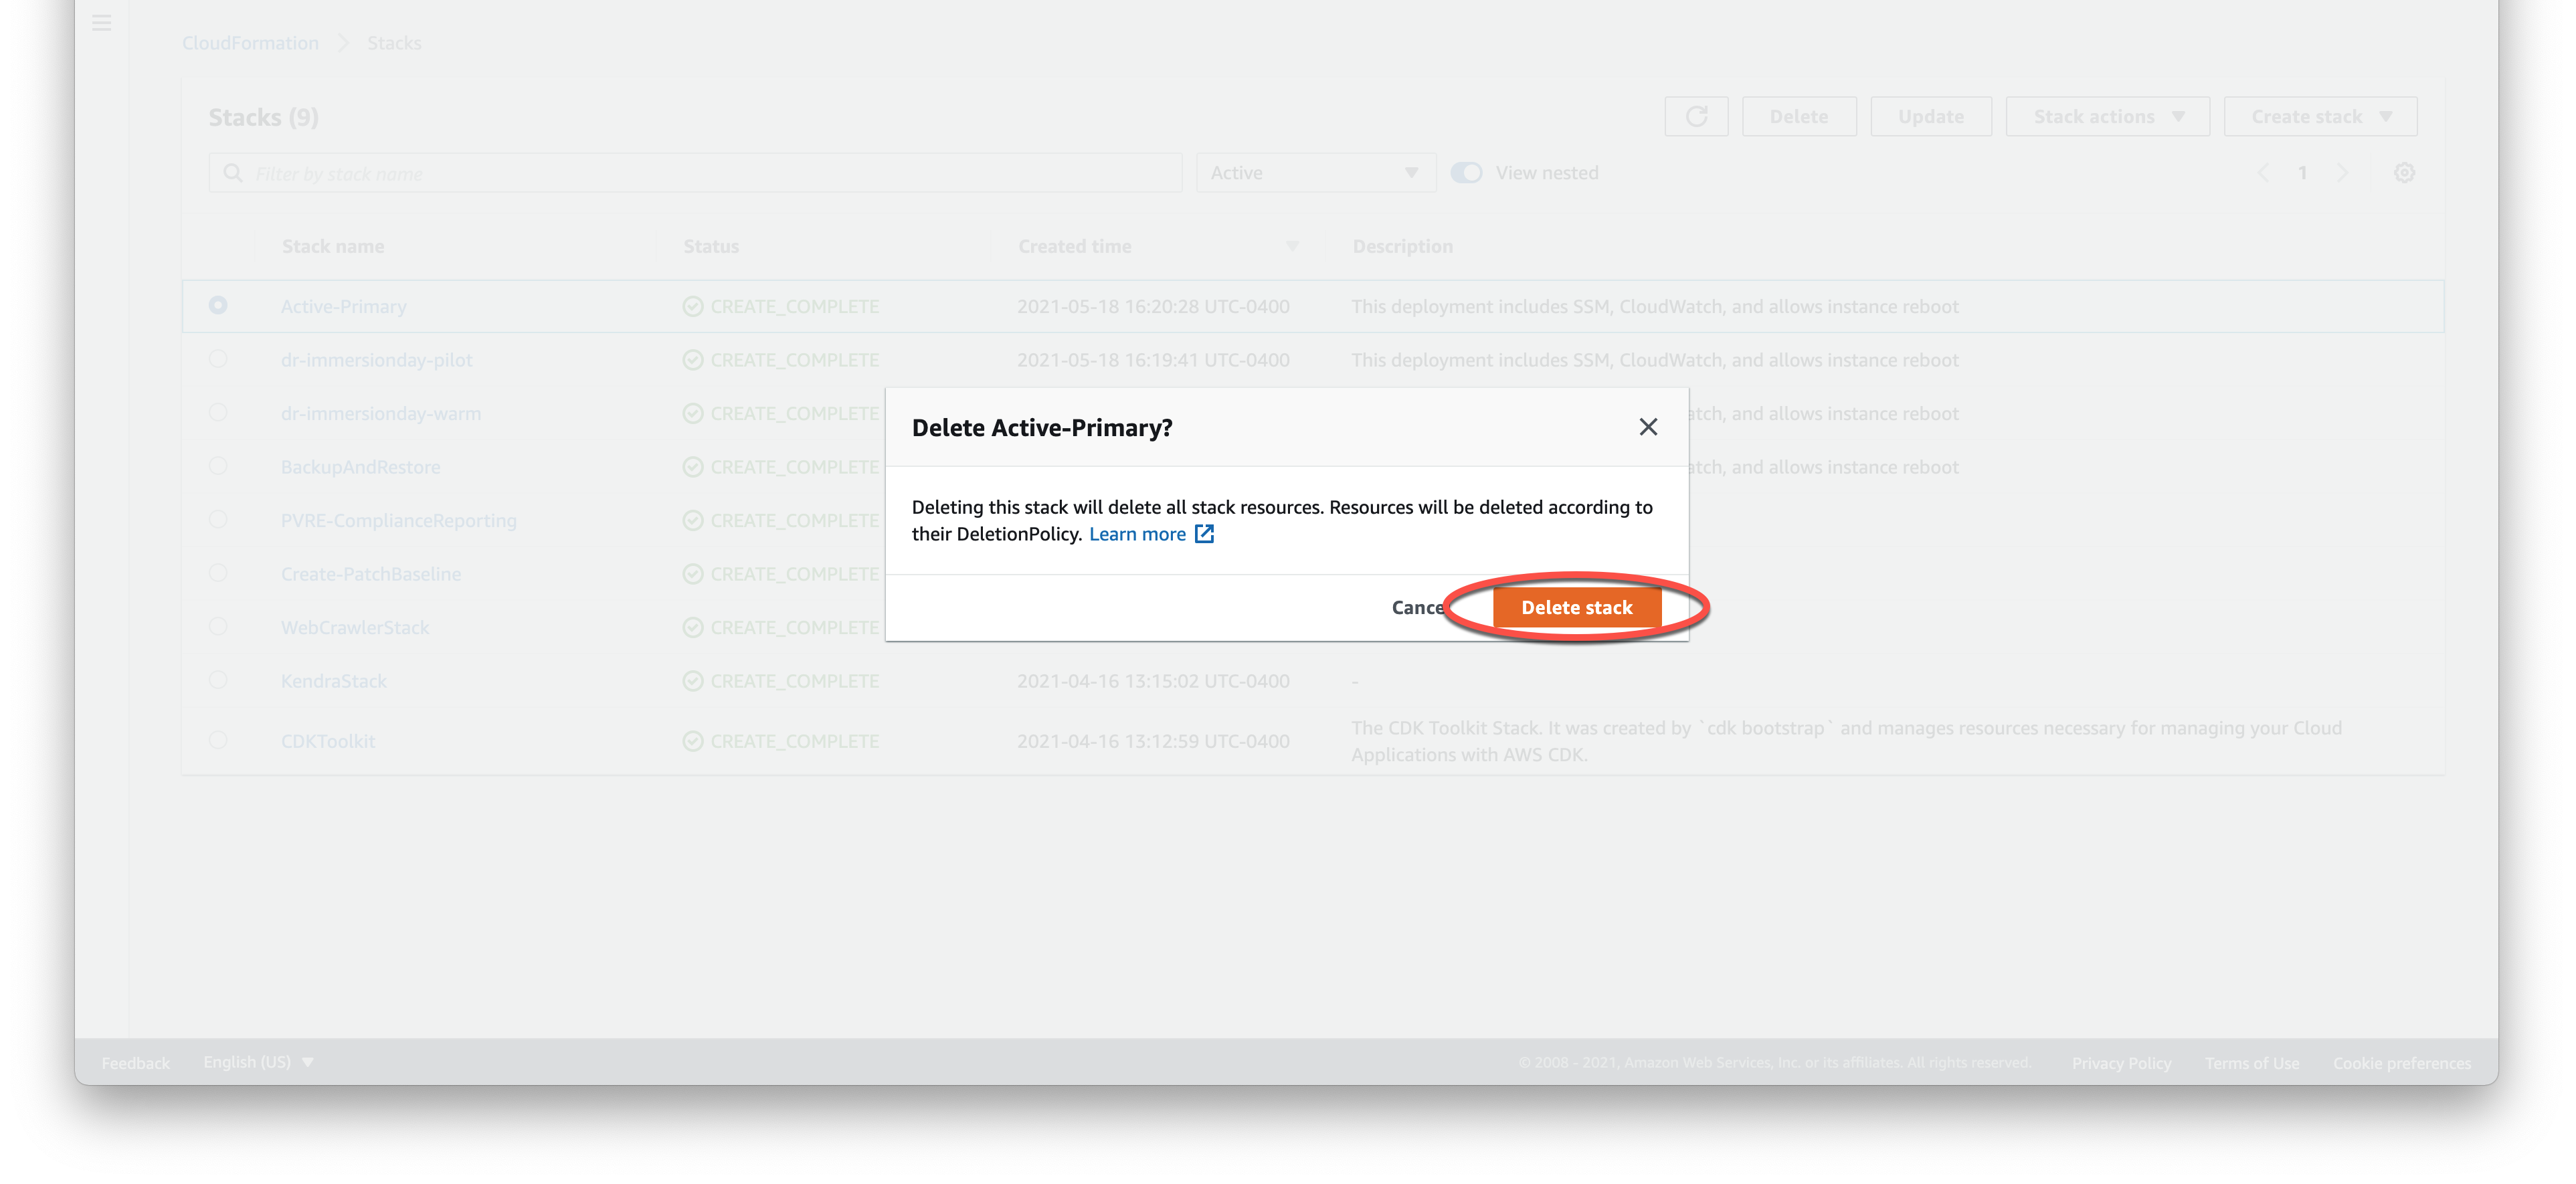 CloudFormation > Stacks
Stacks (9)
Delete Update Stack actions Create stack
Filter by stack name Active View nested 1
Stack name Status Created time Description
Active-Primary CREATE_COMPLETE 2021-05-18 16:20:28 UTC-0400 This deployment includes SSM, CloudWatch, and allows instance reboot
dr-immersionday-pilot CREATE_COMPLETE 2021-05-18 16:19:41 UTC-0400 This deployment includes SSM, CloudWatch, and allows instance reboot
dr-immersionday-warm CREATE_COMPLETE atch, and allows instance reboot
BackupAndRestore CREATE_COMPLETE atch, and allows instance reboot
PVRE-ComplianceReporting CREATE_COMPLETE
Create-PatchBaseline CREATE_COMPLETE
WebCrawlerStack CREATE_COMPLETE
KendraStack CREATE_COMPLETE 2021-04-16 13:15:02 UTC-0400 -
CDKToolkit CREATE_COMPLETE 2021-04-16 13:12:59 UTC-0400 The CDK Toolkit Stack. It was created by `cdk bootstrap` and manages resources necessary for managing your Cloud
Applications with AWS CDK.
Delete Active-Primary?
Deleting this stack will delete all stack resources. Resources will be deleted according to
their DeletionPolicy. Learn more
Cance Delete stack
Feedback English (US) © 2008 - 2021, Amazon Web Services, Inc. or its affiliates. All rights reserved. Privacy Policy Terms of Use Cookie preferences